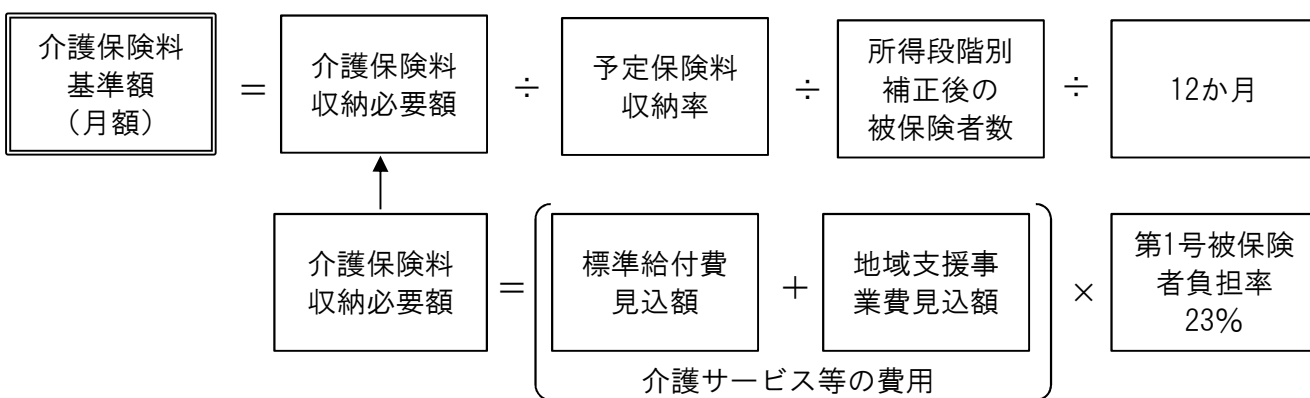 介護保険料
基準額
（月額）
＝
介護保険料
収納必要額
÷
予定保険料
収納率
÷
所得段階別
補正後の
被保険者数
÷
12か月
介護保険料
収納必要額
＝
標準給付費
見込額
＋
地域支援事
業費見込額
×
第1号被保険
者負担率
23％
介護サービス等の費用